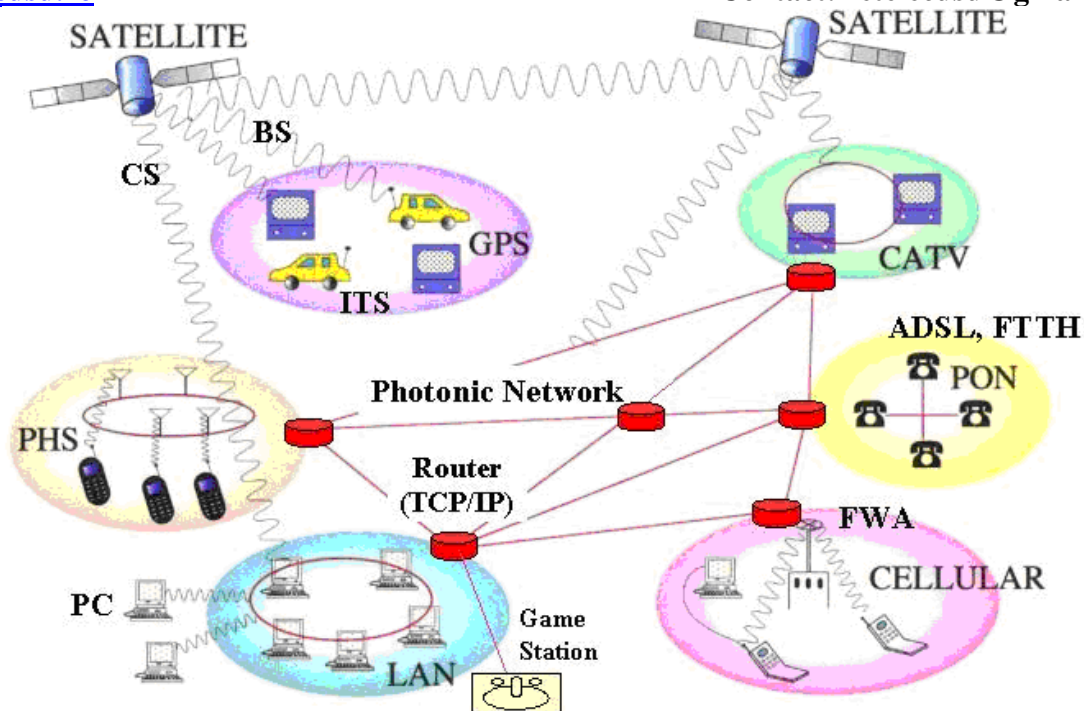 SATELLITE
SATELLITE
BS
CS
GPS
ITS
CATV
ADSL, FTTH
PON
Photonic Network
PHS
Router
(TCP/IP)
FWA
CELLULAR
PC
Game
Station
LAN